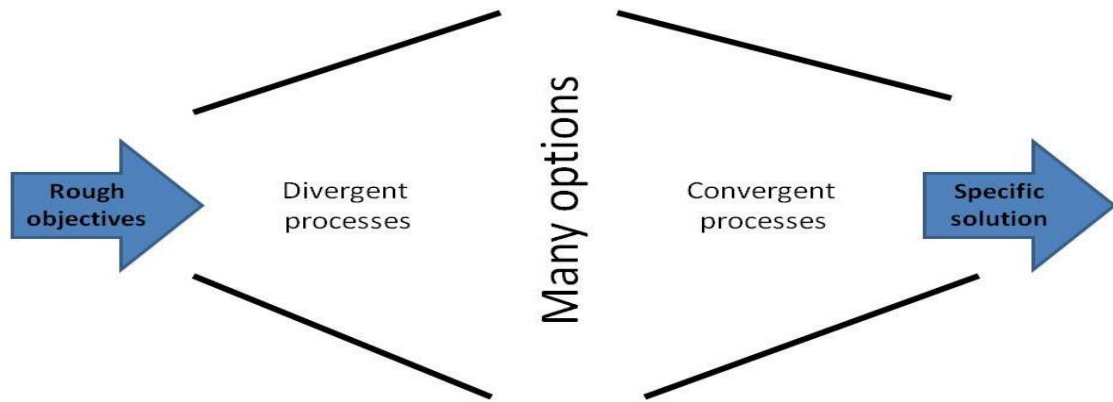 Rough
objectives
Divergent
processes
Many options
Convergent
processes
Specific
solution